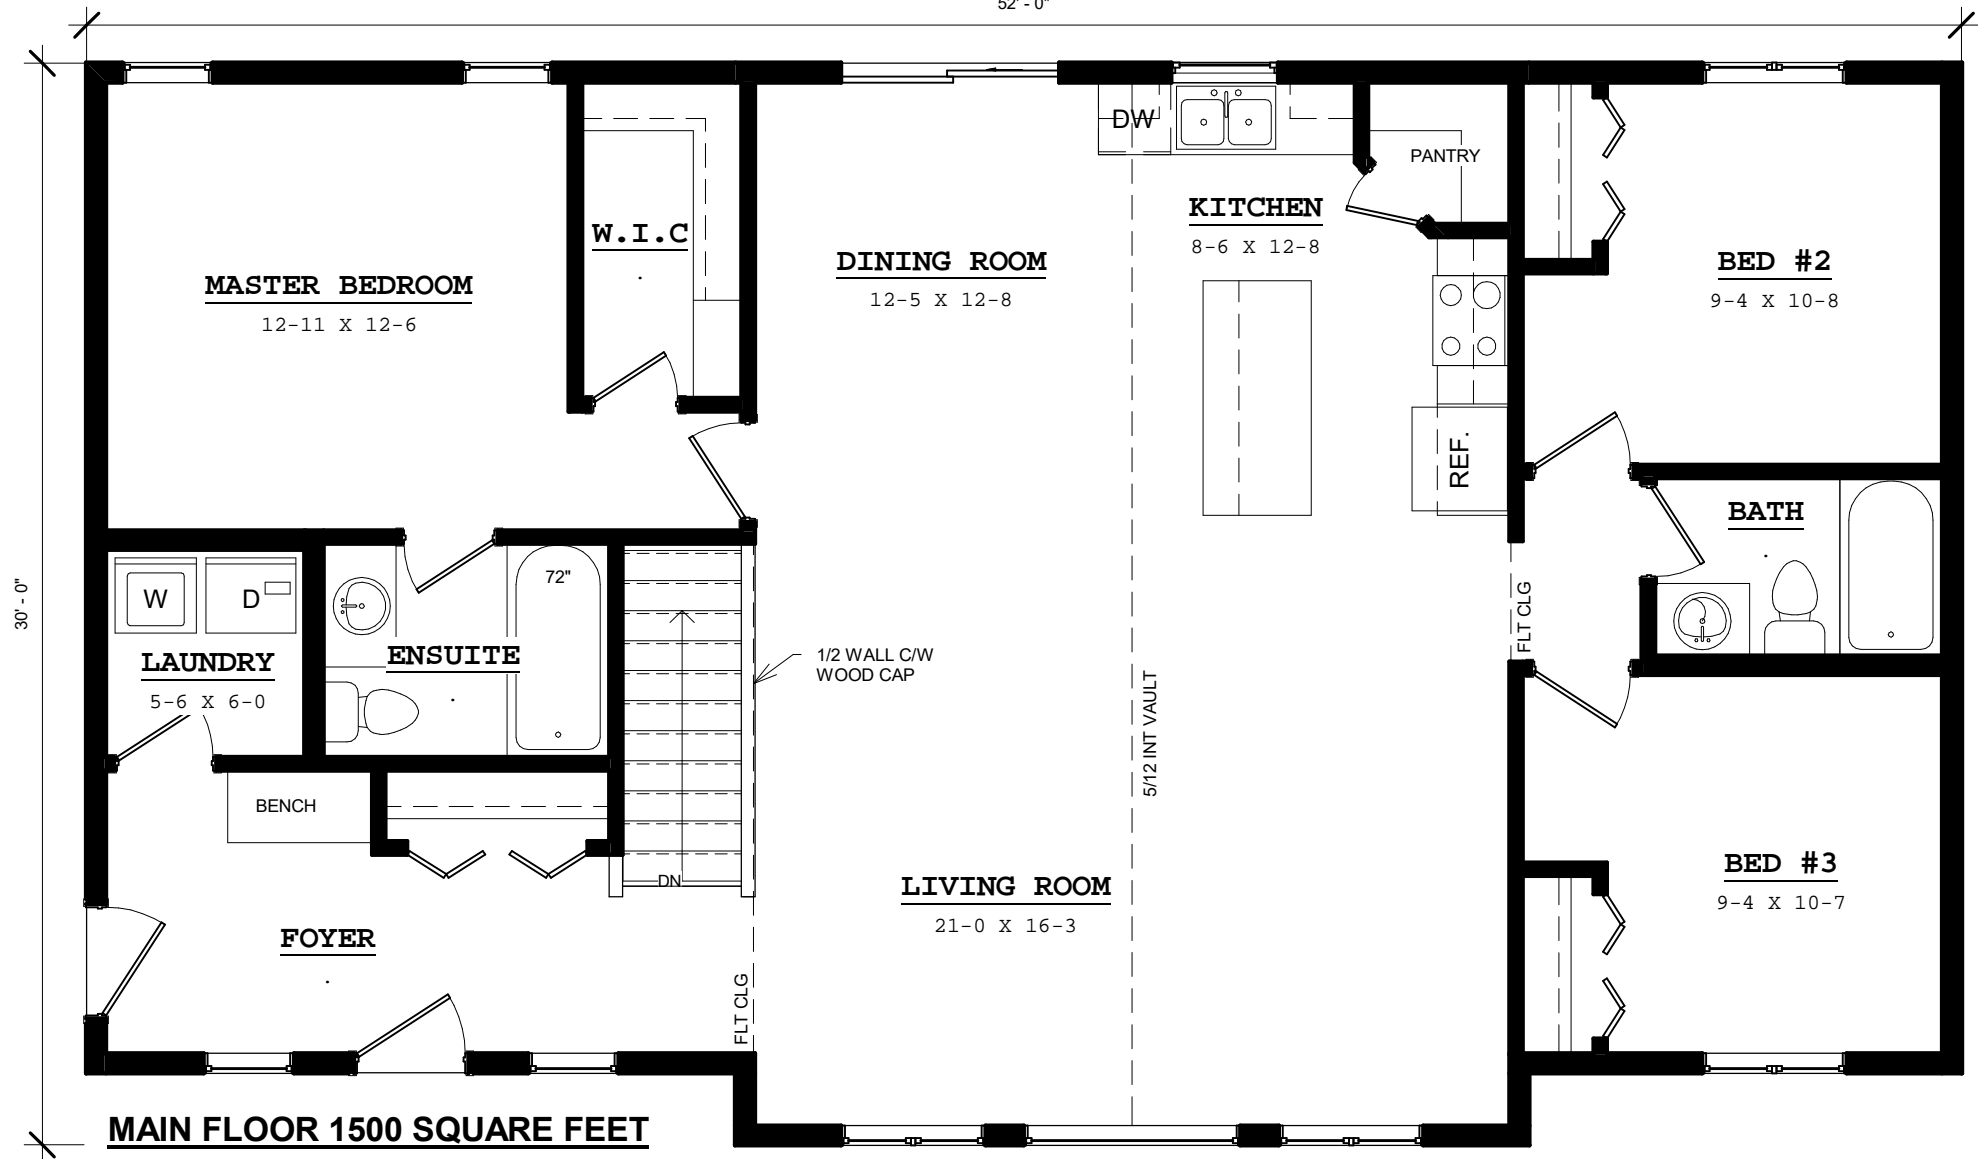 52' - 0"
DW
PANTRY
W.I.C
KITCHEN
8-6 X 12-8
MASTER BEDROOM
12-11 X 12-6
DINING ROOM
12-5 X 12-8
BED #2
9-4 X 10-8
REF.
BATH
30' - 0"
W
D
72"
FLT CLG
LAUNDRY
5-6 X 6-0
ENSUITE
1/2 WALL C/W
WOOD CAP
5/12 INT VAULT
BENCH
DN
LIVING ROOM
21-0 X 16-3
BED #3
9-4 X 10-7
FOYER
FLT CLG
MAIN FLOOR 1500 SQUARE FEET